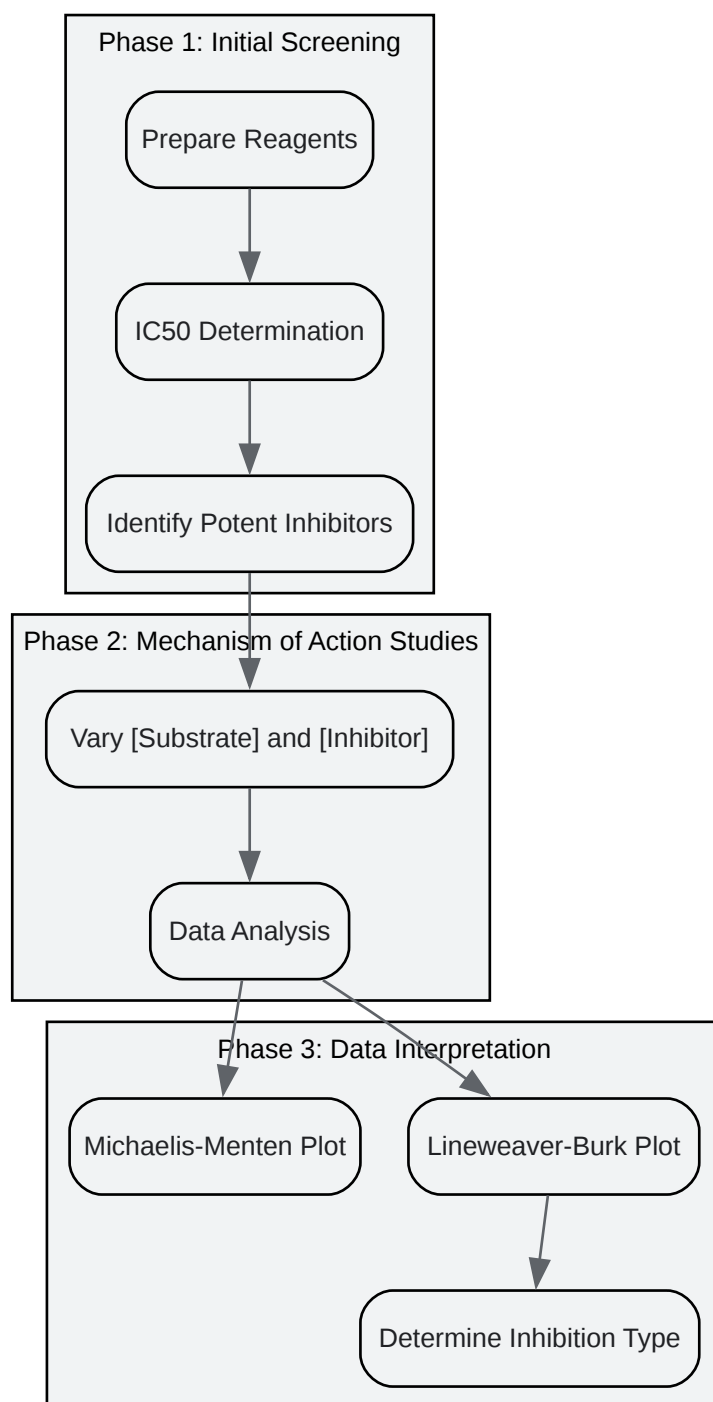 Phase 1: Initial Screening
Prepare Reagents
IC50 Determination
Identify Potent Inhibitors
Phase 2: Mechanism of Action Studies
Vary [Substrate] and [Inhibitor]
Data Analysis
Phase 3: Data Interpretation
Michaelis-Menten Plot
Lineweaver-Burk Plot
Determine Inhibition Type